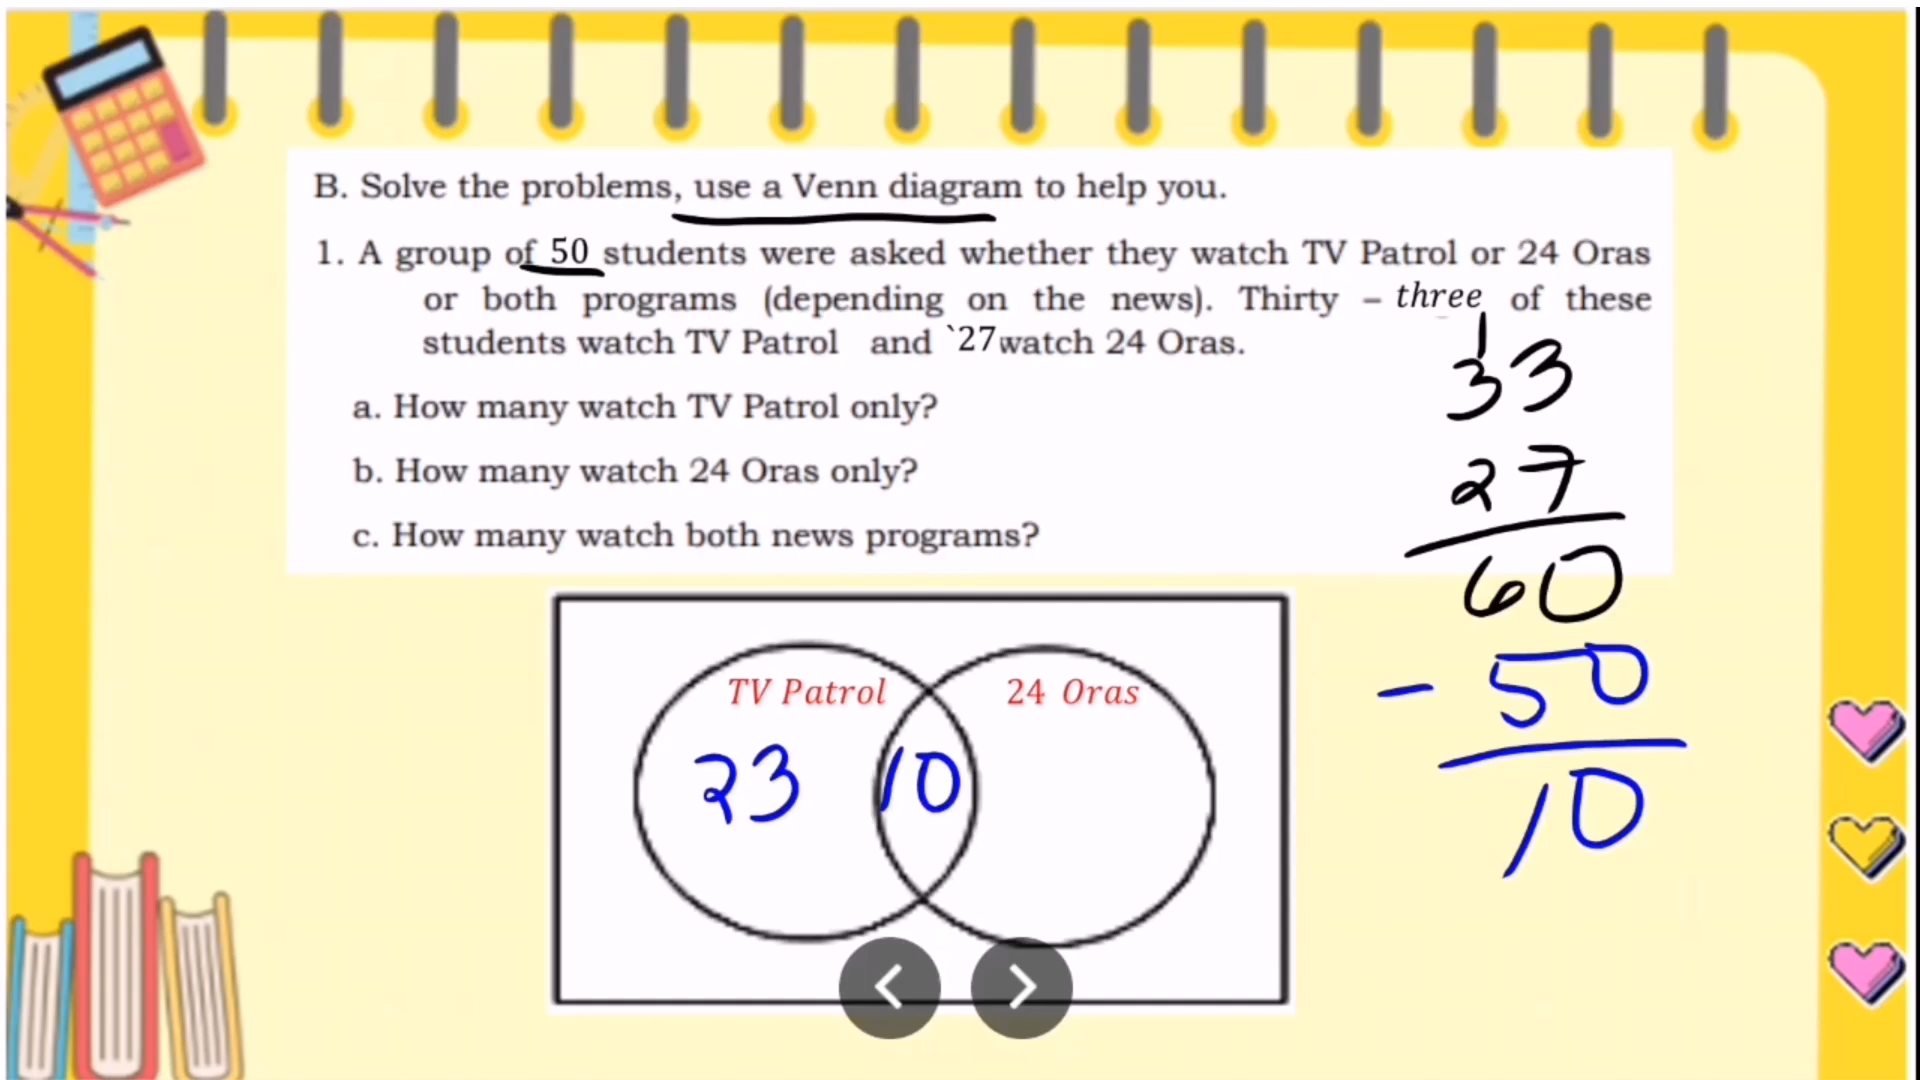 B. Solve the problems, use a Venn diagram to help you.
1. A group of 50 students were asked whether they watch TV Patrol or 24 Oras
or both programs (depending on the news). Thirty – three of these
students watch TV Patrol and `27 watch 24 Oras.
a. How many watch TV Patrol only?
b. How many watch 24 Oras only?
c. How many watch both news programs?
1
33
27
60
- 50
10
TV Patrol 24 Oras
23 10